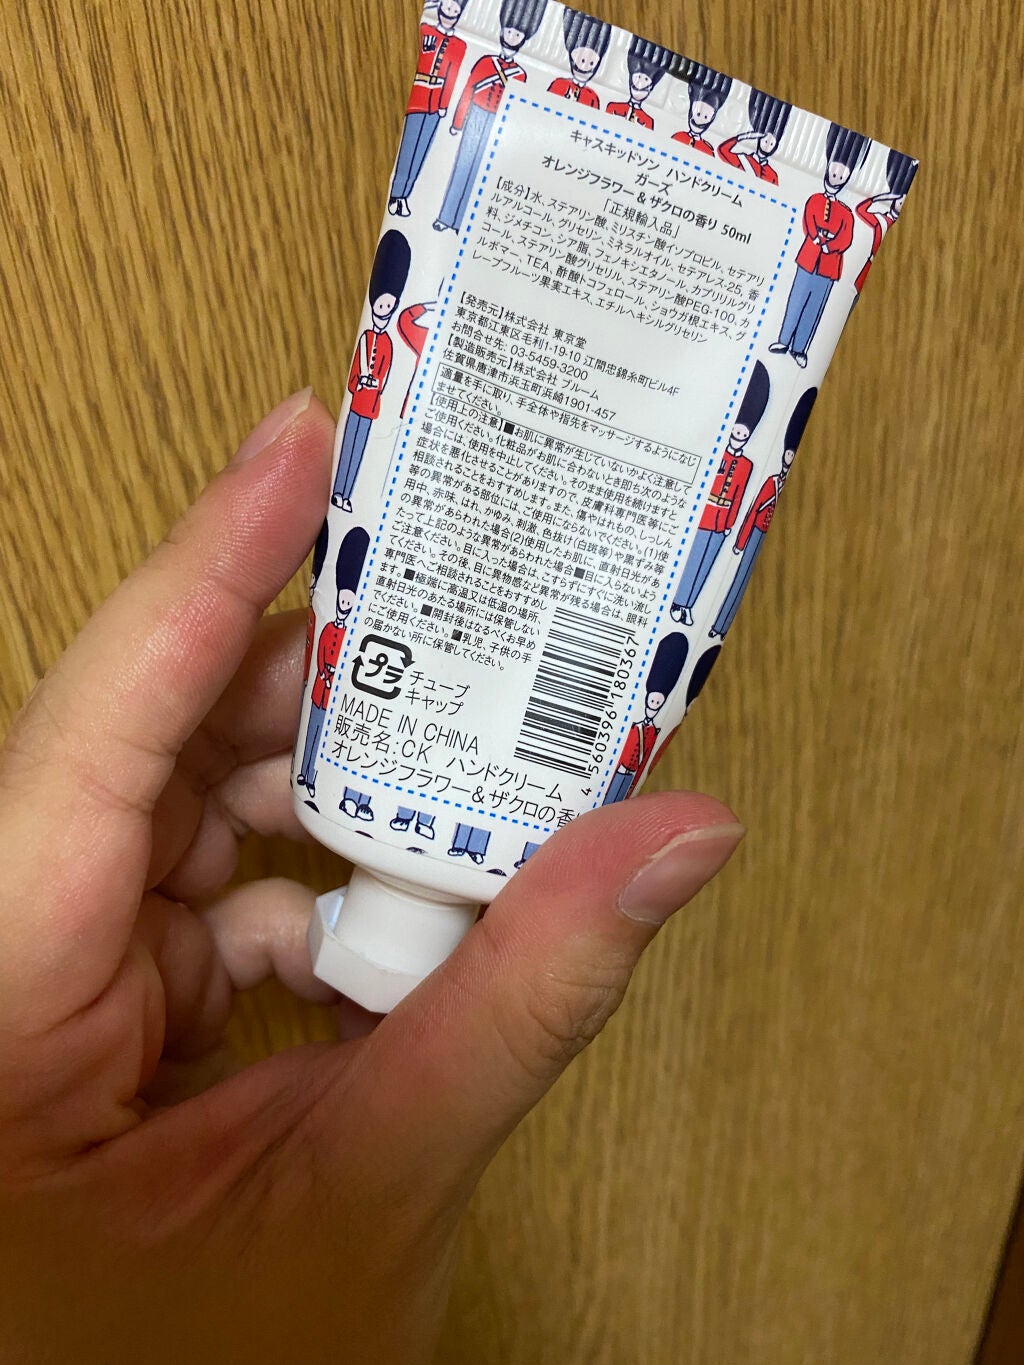 キャスキッドソン ハンドクリーム
ガーズ
オレンジフラワー & ザクロの香り 50ml
「正規輸入品」
【成分】水、ステアリン酸、ミリスチン酸イソプロピル、セテアリ
ルアルコール、グリセリン、ミネラルオイル、セテアレス-25、香
料、ジメチコン、シア脂、フェノキシエタノール、カプリリルグリ
コール、ステアリン酸グリセリル、ステアリン酸PEG-100、カ
ルボマー、TEA、酢酸トコフェロール、ショウガ根エキス、グ
レープフルーツ果実エキス、エチルヘキシルグリセリン
【発売元】株式会社 東京堂
東京都江東区毛利1-19-10 江間忠錦糸町ビル4F
お問合せ先: 03-5459-3200
【製造販売元】株式会社 ブルーム
佐賀県唐津市浜玉町浜崎1901-457
適量を手に取り、手全体や指先をマッサージするようになじ
ませてください。
【使用上の注意】■お肌に異常が生じていないかよく注意して
ご使用ください。化粧品がお肌に合わないとき即ち次のような
場合には、使用を中止してください。そのまま使用を続けますと
症状を悪化させることがありますので、皮膚科専門医等にご
相談されることをおすすめします。また、傷やはれもの、しっしん
等の異常がある部位には、ご使用にならないでください。(1)使
用中、赤味、はれ、かゆみ、刺激、色抜け(白斑等)や黒ずみ等
の異常があらわれた場合(2)使用したお肌に、直射日光があ
たって上記のような異常があらわれた場合■目に入らないよう
ご注意ください。目に入った場合は、こすらずにすぐに洗い流し
てください。その後、目に異物感など異常が残る場合は、眼科
専門医へご相談されることをおすすめし
ます。■極端に高温又は低温の場所、
直射日光のあたる場所には保管しない
でください。■開封後はなるべくお早め
にご使用ください。■乳児、子供の手
の届かない所に保管してください。
プラ
チューブ
キャップ
MADE IN CHINA
販売名:CK ハンドクリーム
オレンジフラワー&ザクロの香り
4 560396 180367